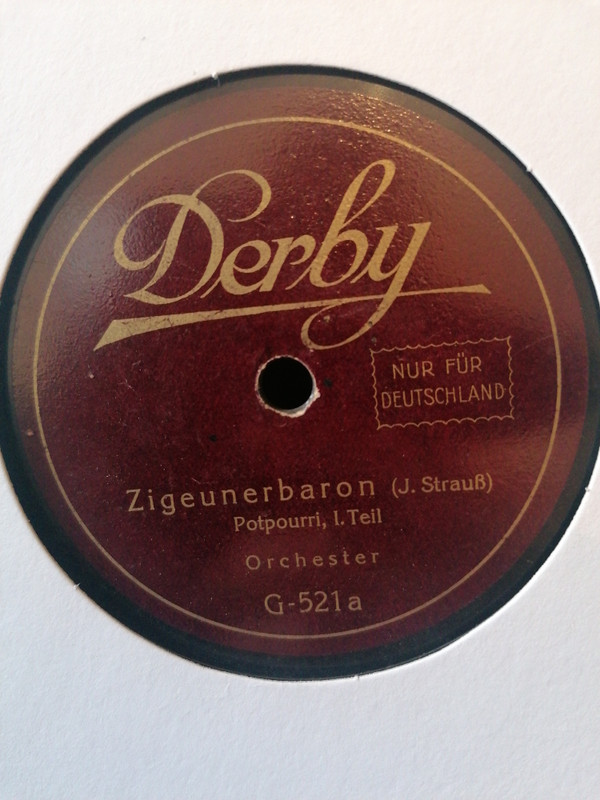 Derby
NUR FÜR
DEUTSCHLAND
Zigeunerbaron (J. Strauß)
Potpourri, I. Teil
Orchester
G-521a